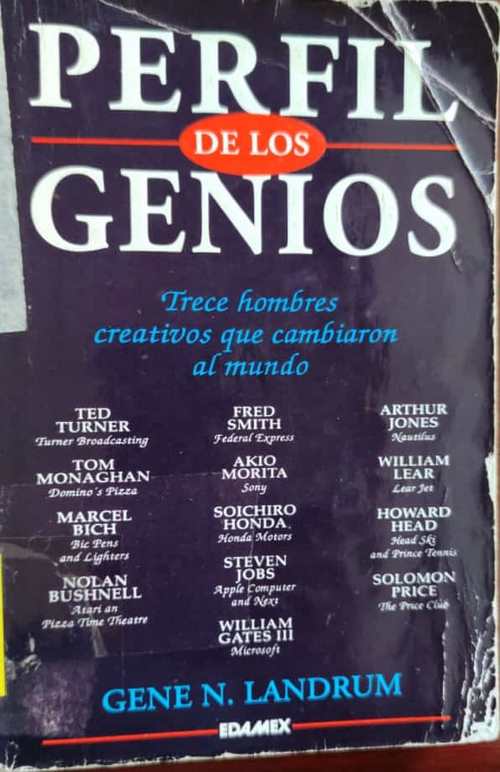 PERFIL
DE LOS
GENIOS
Trece hombres
creativos que cambiaron
al mundo
TED
TURNER
Turner Broadcasting
TOM
MONAGHAN
Domino's Pizza
MARCEL
BICH
Bic Pens
and Lighters
NOLAN
BUSHNELL
Atari an
Pizza Time Theatre
FRED
SMITH
Federal Express
AKIO
MORITA
Sony
SOICHIRO
HONDA
Honda Motors
STEVEN
JOBS
Apple Computer
and Next
WILLIAM
GATES III
Microsoft
ARTHUR
JONES
Nautilus
WILLIAM
LEAR
Lear Jet
HOWARD
HEAD
Head Ski
and Prince Tennis
SOLOMON
PRICE
The Price Club
GENE N. LANDRUM
EDAMEX